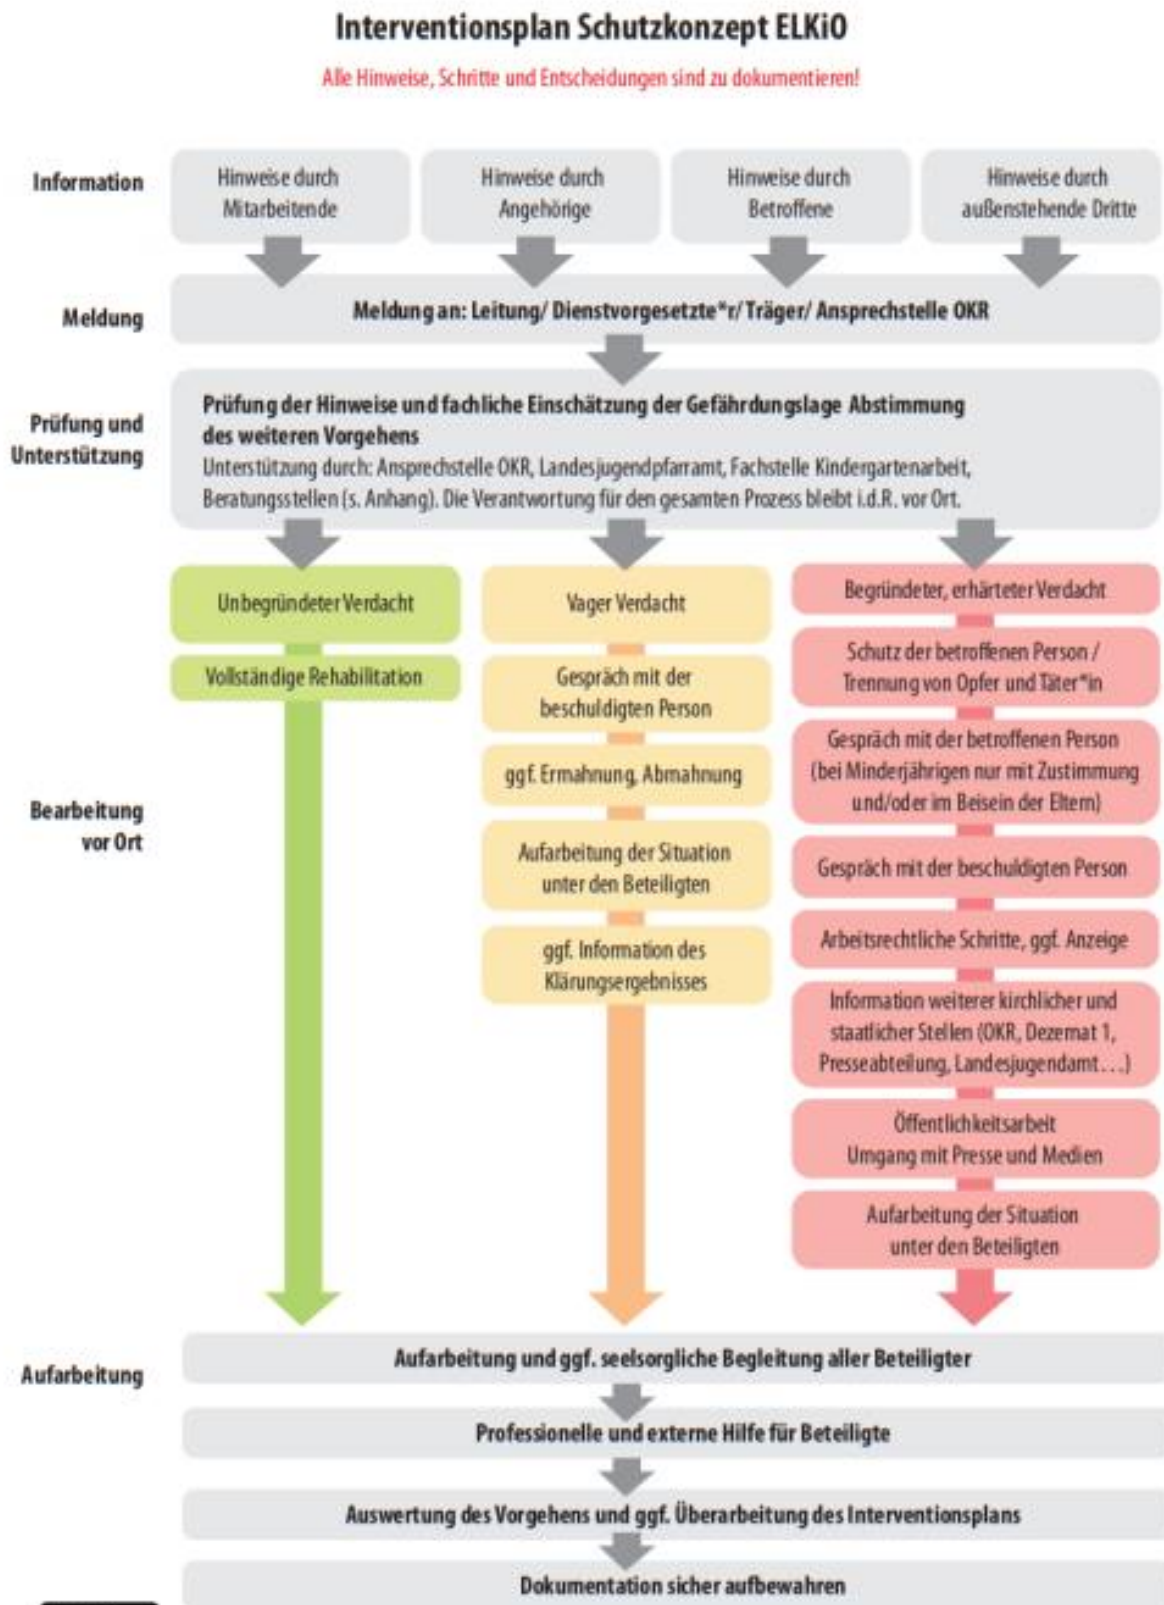 Interventionsplan Schutzkonzept ELKiO
Alle Hinweise, Schritte und Entscheidungen sind zu dokumentieren!
Information
Hinweise durch
Mitarbeitende
Hinweise durch
Angehörige
Hinweise durch
Betroffene
Hinweise durch
außenstehende Dritte
Meldung
Meldung an: Leitung/ Dienstvorgesetzte*r/ Träger/ Ansprechstelle OKR
Prüfung und
Unterstützung
Prüfung der Hinweise und fachliche Einschätzung der Gefährdungslage Abstimmung
des weiteren Vorgehens
Unterstützung durch: Ansprechstelle OKR, Landesjugendpfarramt, Fachstelle Kindergartenarbeit,
Beratungsstellen (s. Anhang). Die Verantwortung für den gesamten Prozess bleibt i.d.R. vor Ort.
Bearbeitung
vor Ort
Unbegründeter Verdacht
Vollständige Rehabilitation
Vager Verdacht
Gespräch mit der
beschuldigten Person
ggf. Ermahnung, Abmahnung
Aufarbeitung der Situation
unter den Beteiligten
ggf. Information des
Klärungsergebnisses
Begründeter, erhärteter Verdacht
Schutz der betroffenen Person /
Trennung von Opfer und Täter*in
Gespräch mit der betroffenen Person
(bei Minderjährigen nur mit Zustimmung
und/oder im Beisein der Eltern)
Gespräch mit der beschuldigten Person
Arbeitsrechtliche Schritte, ggf. Anzeige
Information weiterer kirchlicher und
staatlicher Stellen (OKR, Dezernat 1,
Presseabteilung, Landesjugendamt…)
Öffentlichkeitsarbeit
Umgang mit Presse und Medien
Aufarbeitung der Situation
unter den Beteiligten
Aufarbeitung
Aufarbeitung und ggf. seelsorgliche Begleitung aller Beteiligter
Professionelle und externe Hilfe für Beteiligte
Auswertung des Vorgehens und ggf. Überarbeitung des Interventionsplans
Dokumentation sicher aufbewahren